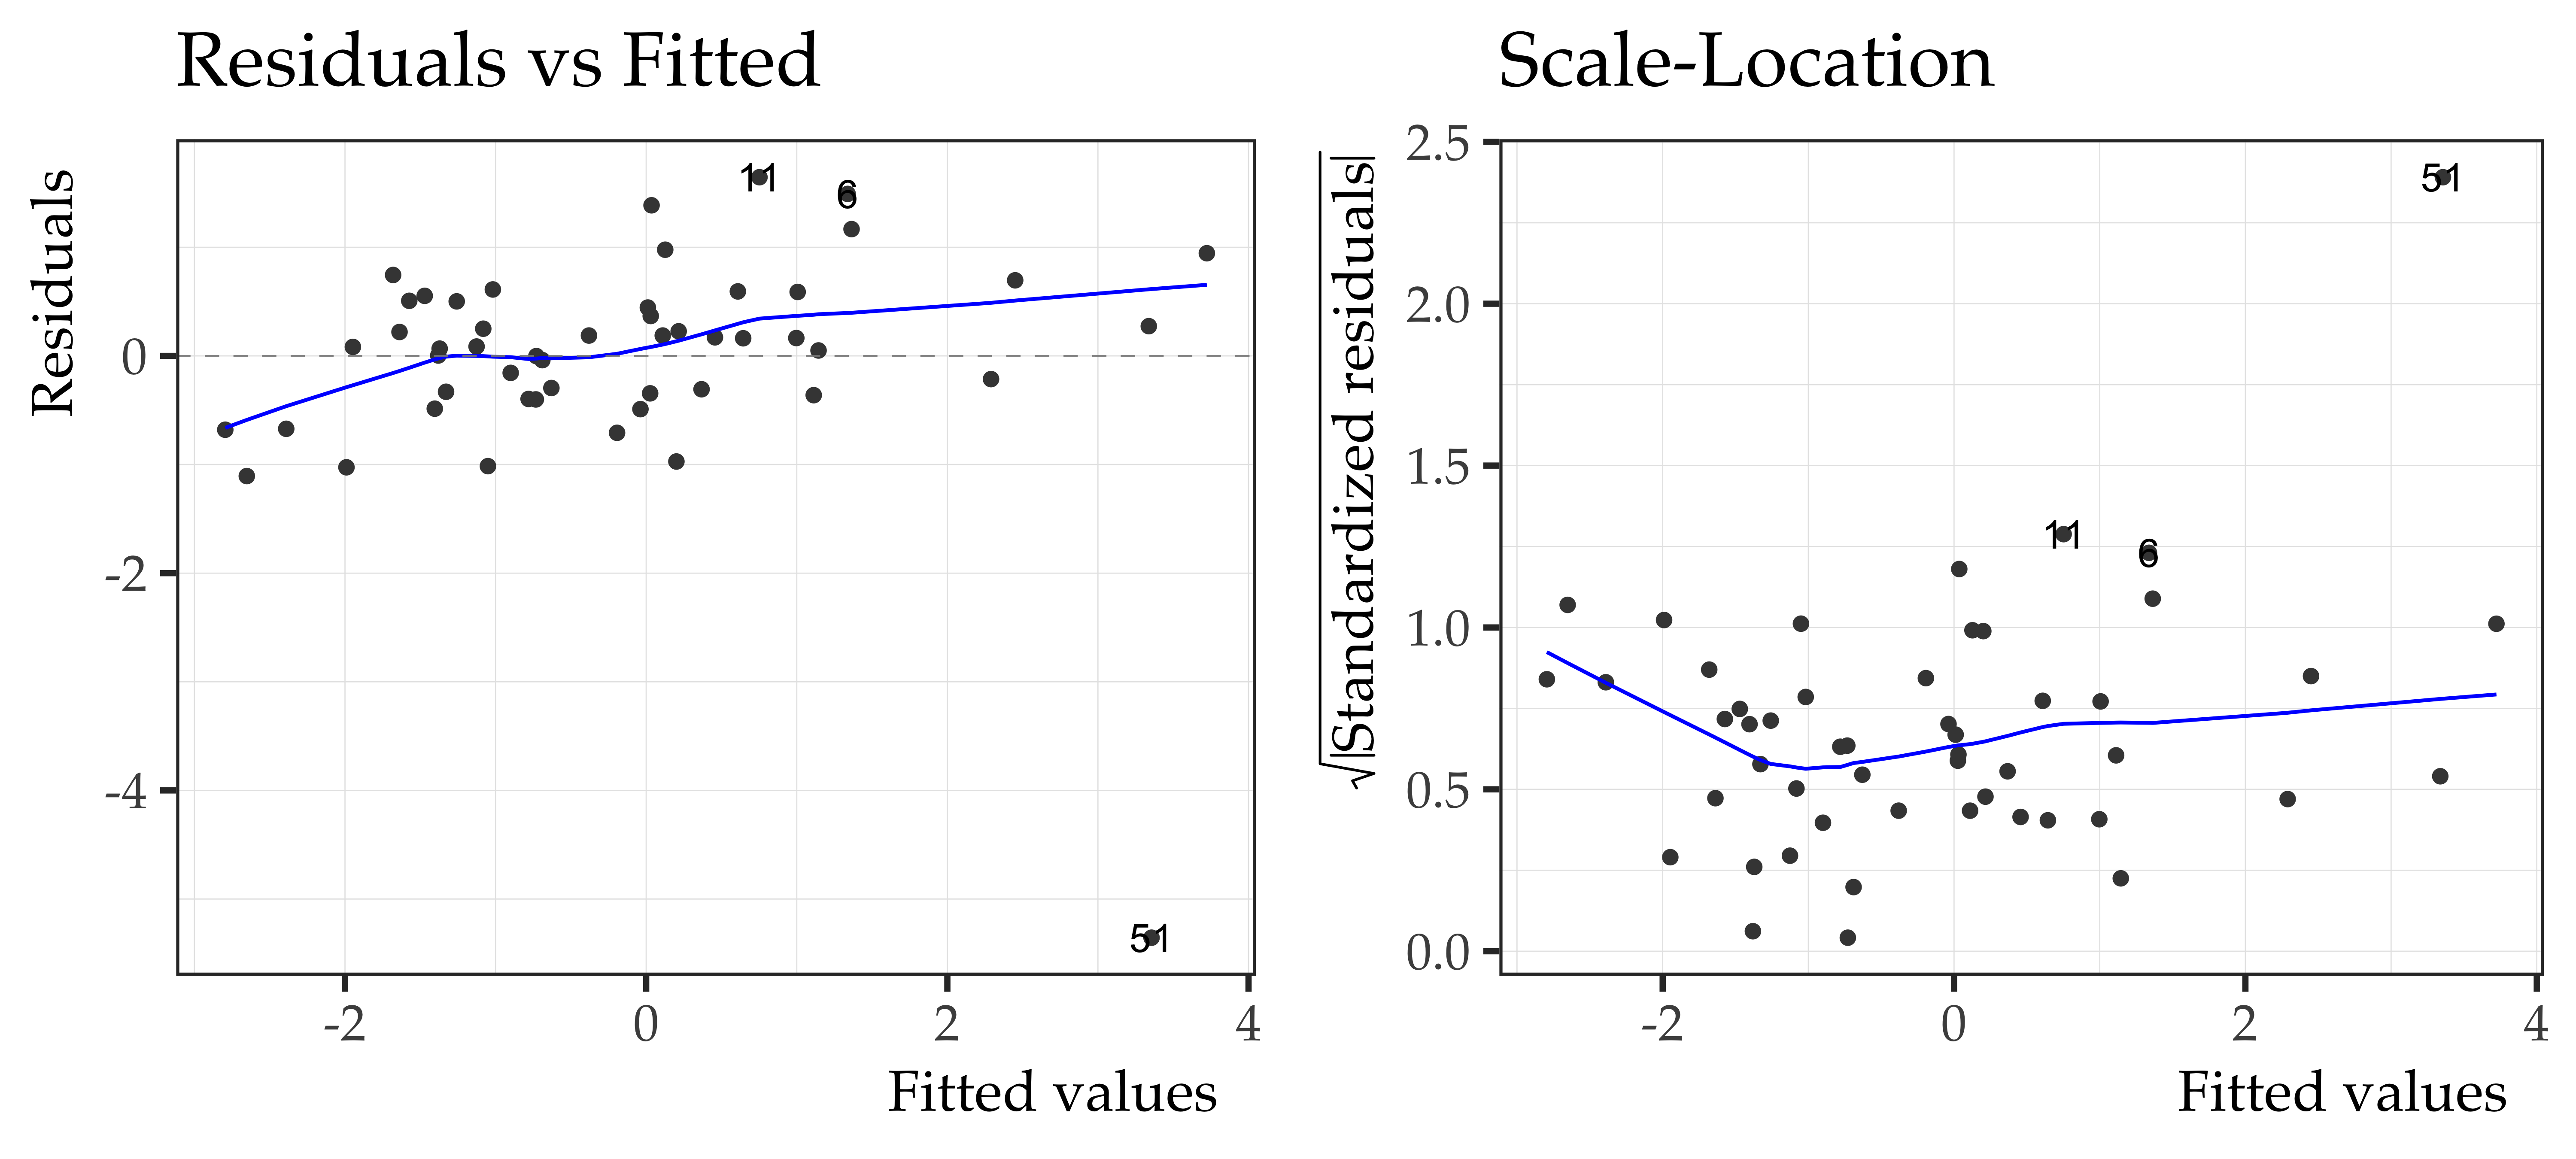 Residuals vs Fitted
Residuals
0
-2
-4
11
6
51
-2 0 2 4
Fitted values
Scale-Location
√|Standardized residuals|
2.5
2.0
1.5
1.0
0.5
0.0
51
11
6
-2 0 2 4
Fitted values